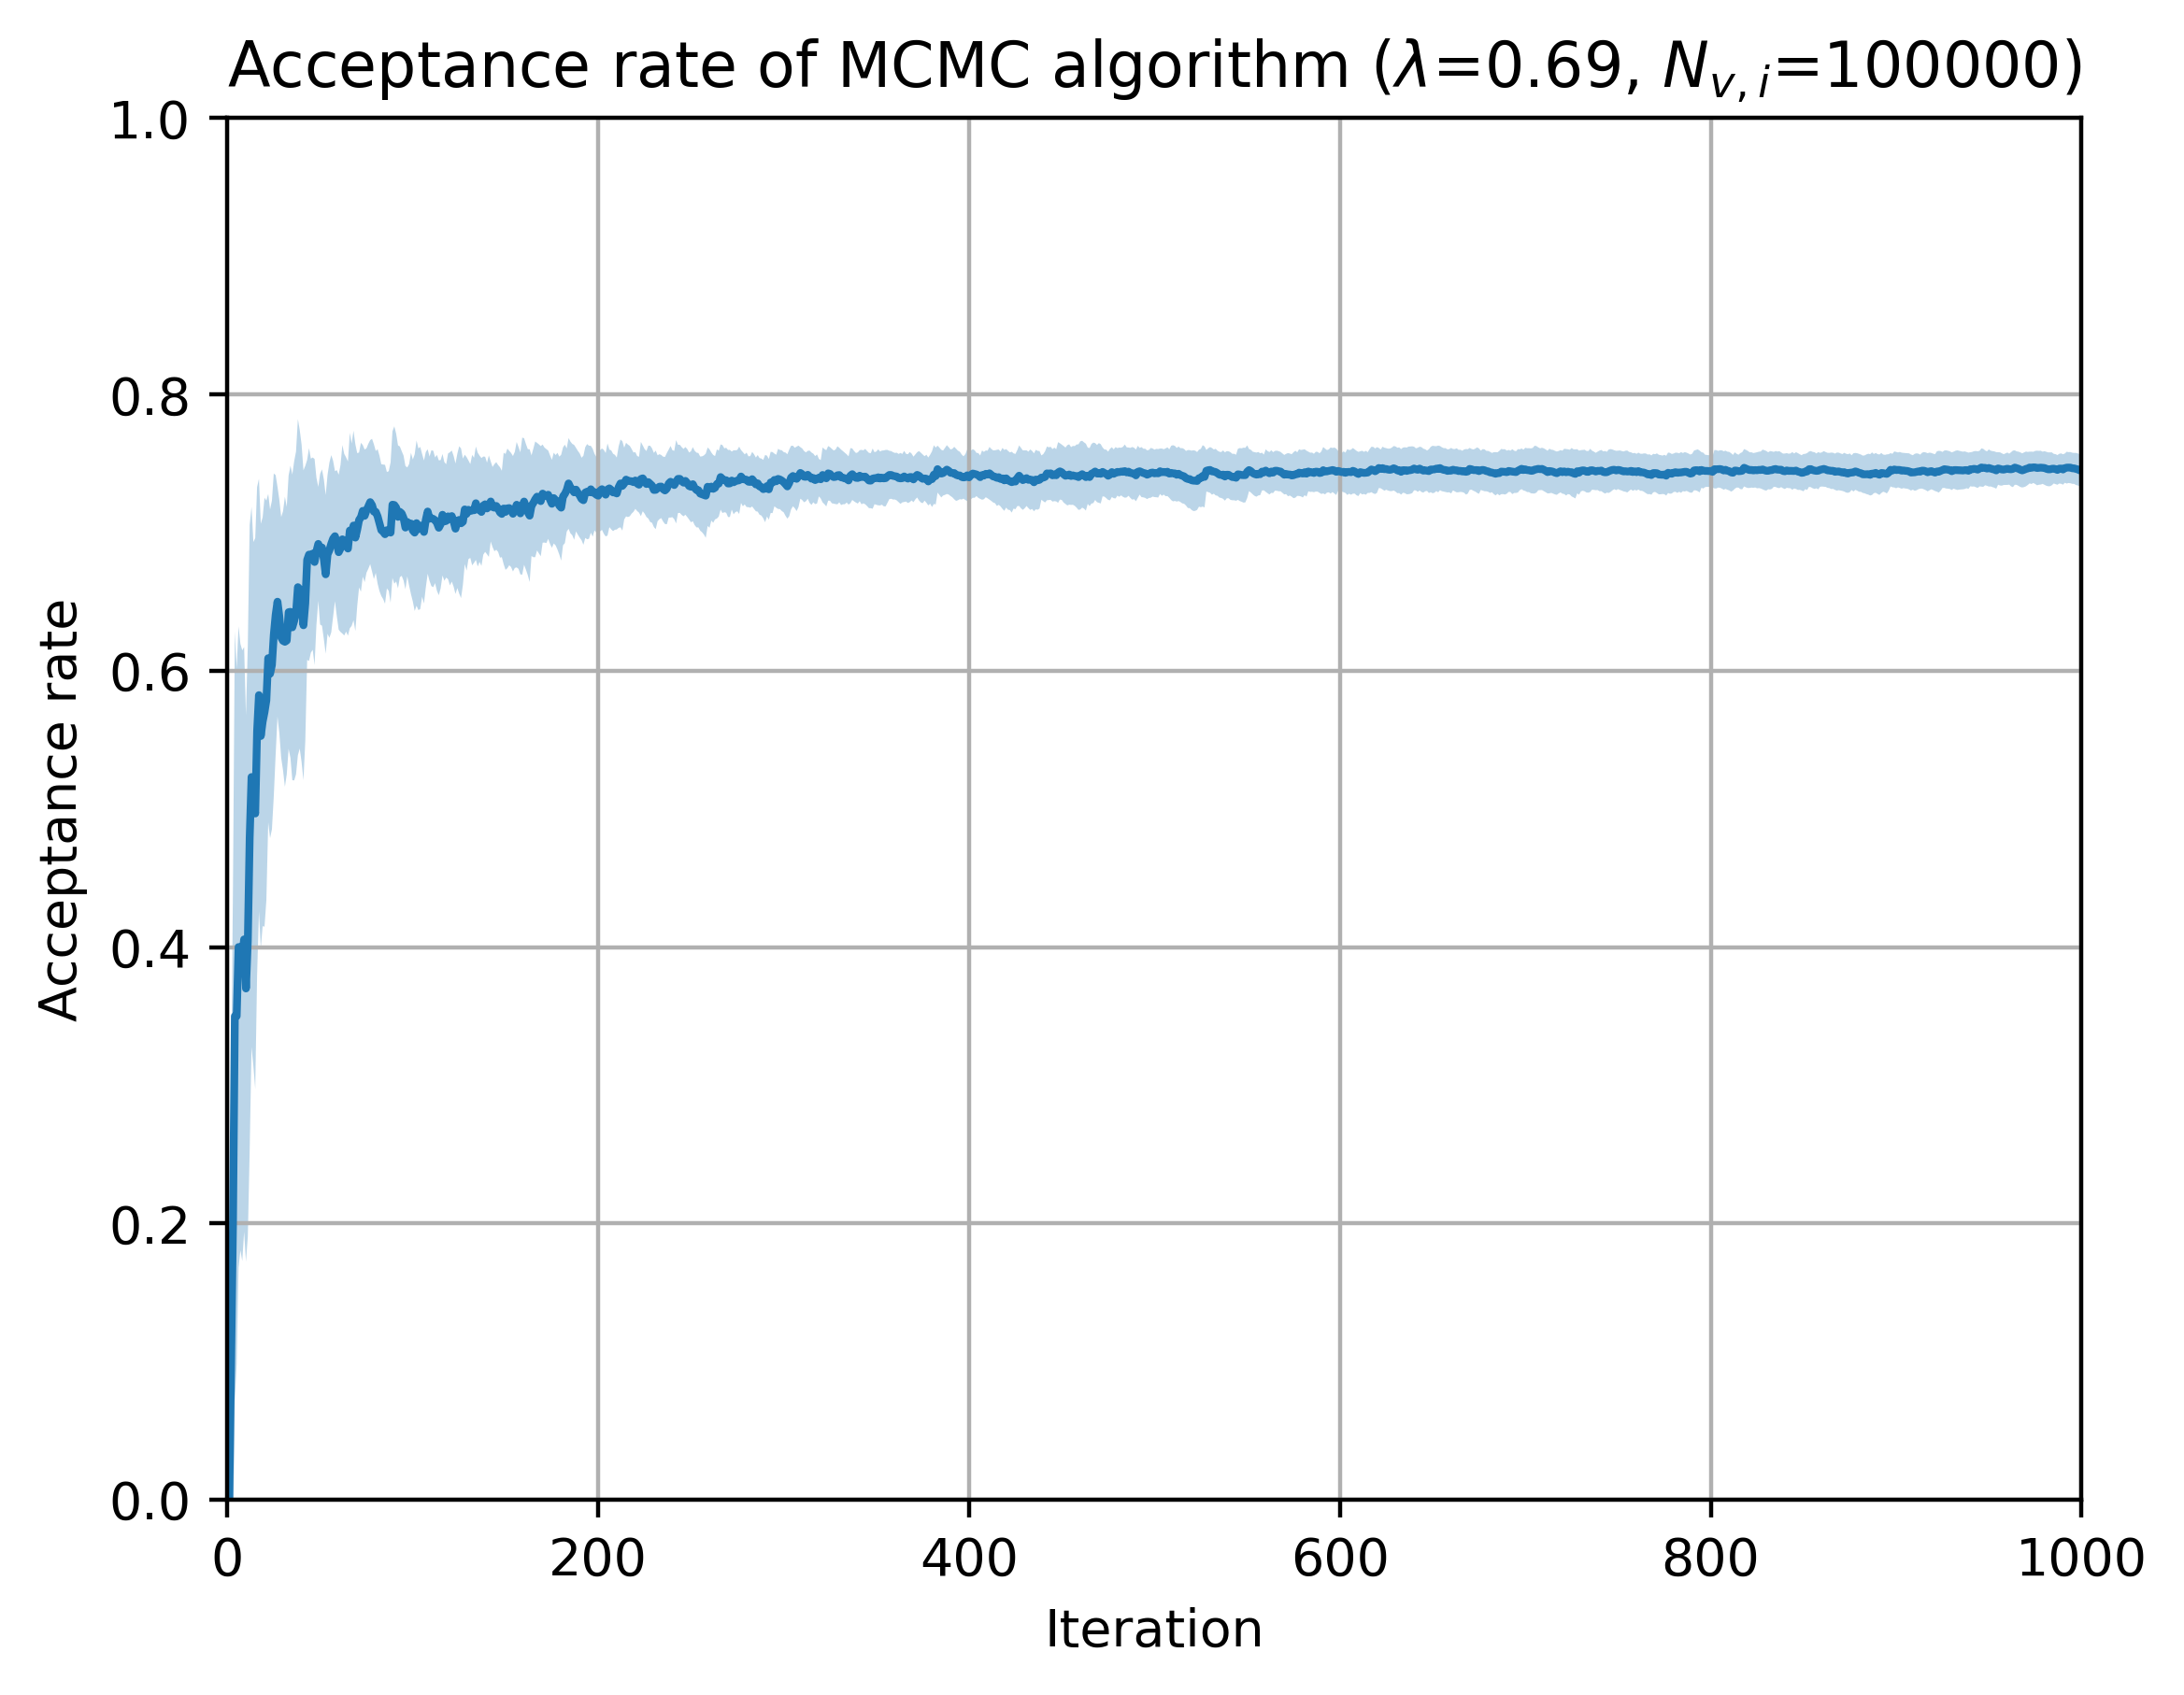 Acceptance rate of MCMC algorithm (λ=0.69, N_{v, i}=100000)
1.0
0.8
0.6
0.4
0.2
0.0
Acceptance rate
0 200 400 600 800 1000
Iteration